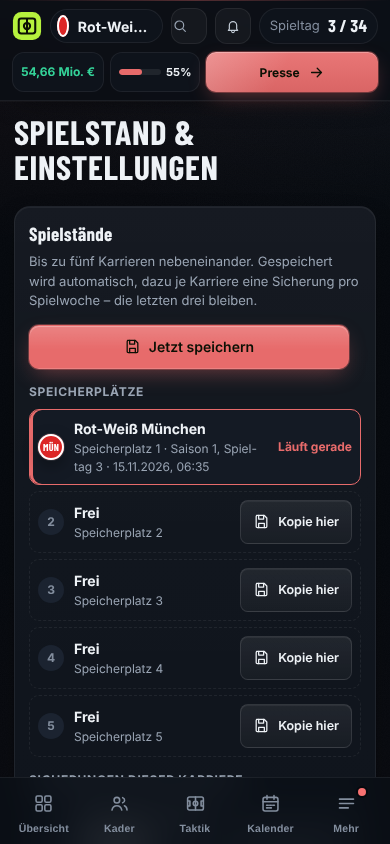 Rot-Wei...
Spieltag 3 / 34
54,66 Mio. €
55%
Presse
SPIELSTAND &
EINSTELLUNGEN
Spielstände
Bis zu fünf Karrieren nebeneinander. Gespeichert
wird automatisch, dazu je Karriere eine Sicherung pro
Spielwoche – die letzten drei bleiben.
Jetzt speichern
SPEICHERPLÄTZE
MÜN
Rot-Weiß München
Speicherplatz 1 · Saison 1, Spiel-
tag 3 · 15.11.2026, 06:35
Läuft gerade
2
Frei
Speicherplatz 2
Kopie hier
3
Frei
Speicherplatz 3
Kopie hier
4
Frei
Speicherplatz 4
Kopie hier
5
Frei
Speicherplatz 5
Kopie hier
SICHERUNGEN DIESER KARRIERE
Übersicht
Kader
Taktik
Kalender
Mehr